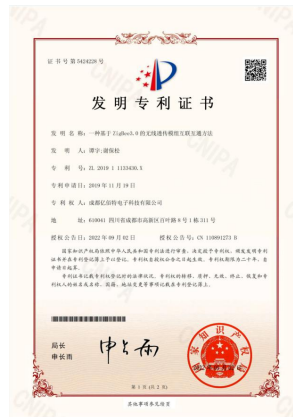 证书号第5424228号
发明专利证书
发明名称:一种基于ZigBee3.0的无线透传模组互联互通方法
发明人:谭宇;谢俣松
专利号:ZL 2019 1 1133430.X
专利申请日:2019年11月19日
专利权人:成都亿佰特电子科技有限公司
地址:610041 四川省成都市高新区百叶路8号1栋311号
授权公告日:2022年09月02日 授权公告号:CN 110891273 B
国家知识产权局依照中华人民共和国专利法进行审查,决定授予专利权,颁发发明专利
证书并在专利登记簿上予以登记。专利权自授权公告之日起生效。专利权期限为二十年,自
申请日起算。
专利证书记载专利权登记时的法律状况。专利权的转移、质押、无效、终止、恢复和专
利权人的姓名或名称、国籍、地址变更等事项记载在专利登记簿上。
局长
申长雨
申长雨
国家知识产权局
第1页(共2页)
其他事项参见续页
CNIPA